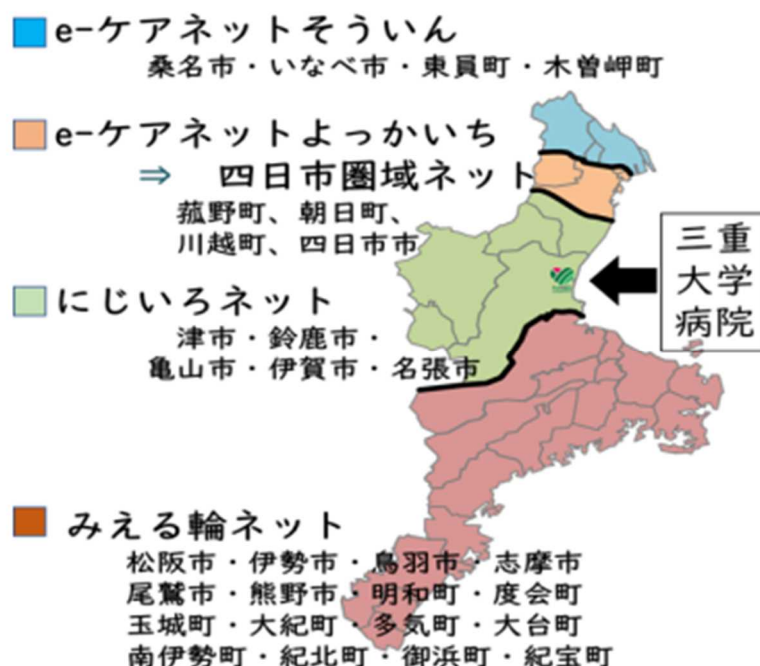 e-ケアネットそういん
桑名市・いなべ市・東員町・木曽岬町
e-ケアネットよっかいち
⇒ 四日市圏域ネット
菰野町、朝日町、
川越町、四日市市
三重
大学
病院
にじいろネット
津市・鈴鹿市・
亀山市・伊賀市・名張市
みえる輪ネット
松阪市・伊勢市・鳥羽市・志摩市
尾鷲市・熊野市・明和町・度会町
玉城町・大紀町・多気町・大台町
南伊勢町・紀北町・御浜町・紀宝町